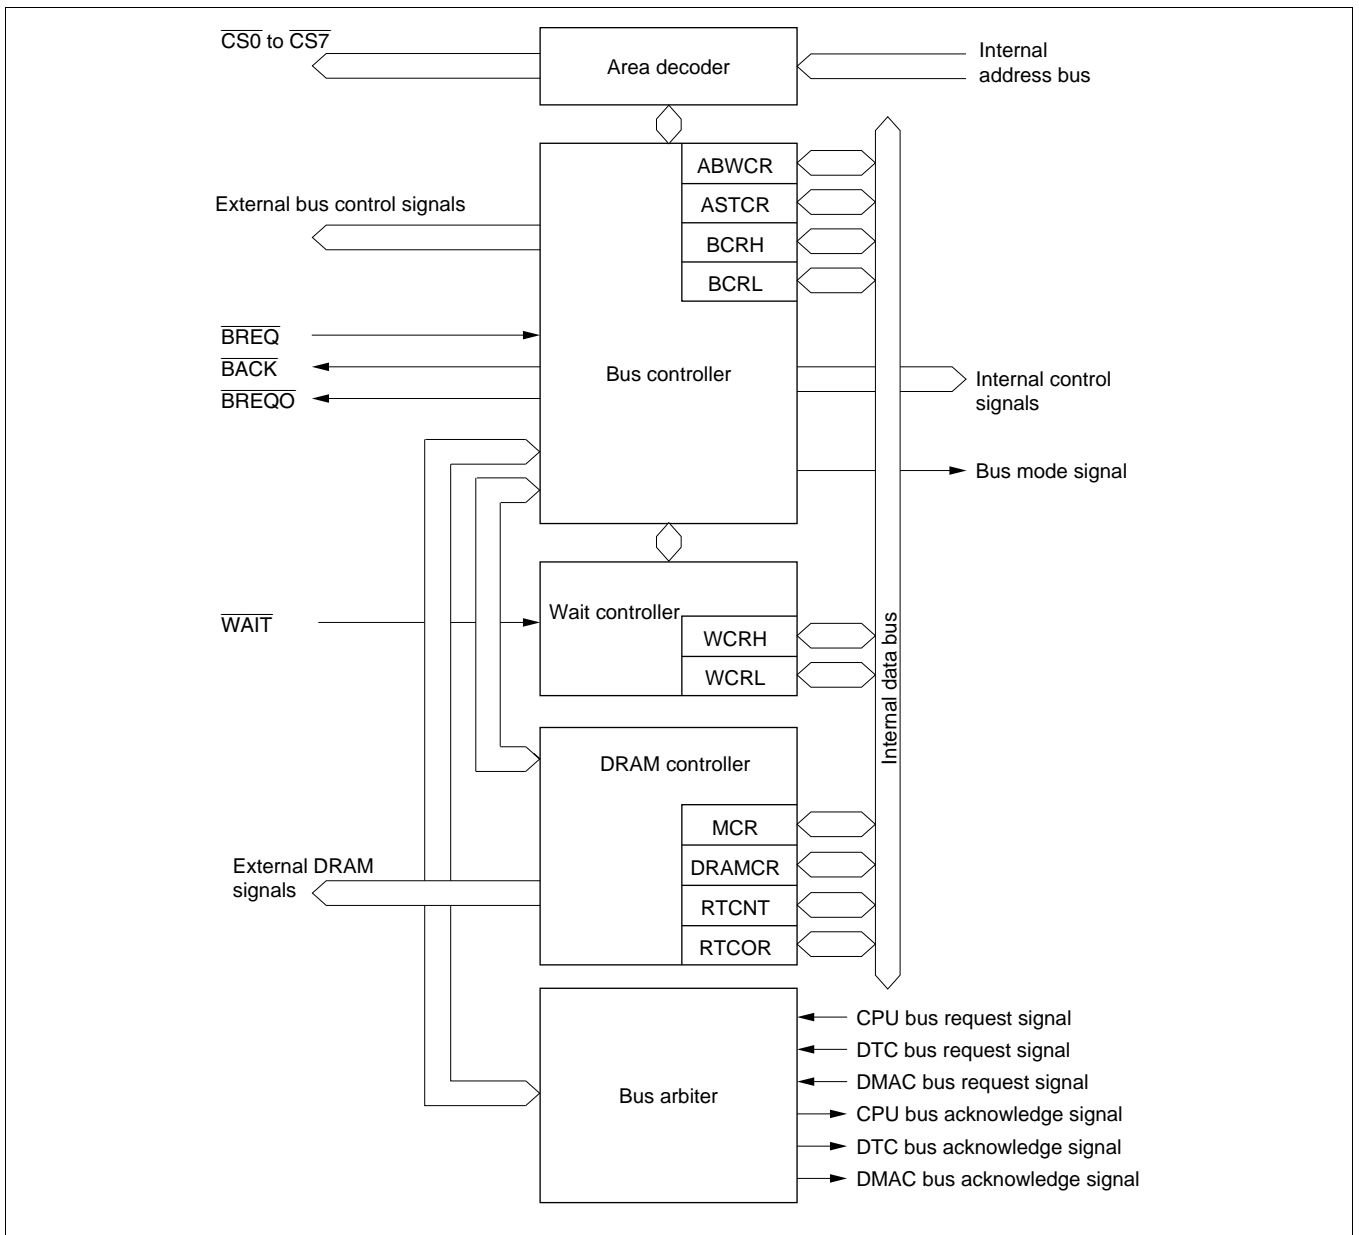 CS0 to CS7
Area decoder
Internal
address bus
ABWCR
ASTCR
External bus control signals
BCRH
BCRL
BREQ
BACK
BREQO
Bus controller
Internal control
signals
Bus mode signal
WAIT
Wait controller
WCRH
WCRL
Internal data bus
DRAM controller
MCR
External DRAM
signals
DRAMCR
RTCNT
RTCOR
Bus arbiter
CPU bus request signal
DTC bus request signal
DMAC bus request signal
CPU bus acknowledge signal
DTC bus acknowledge signal
DMAC bus acknowledge signal